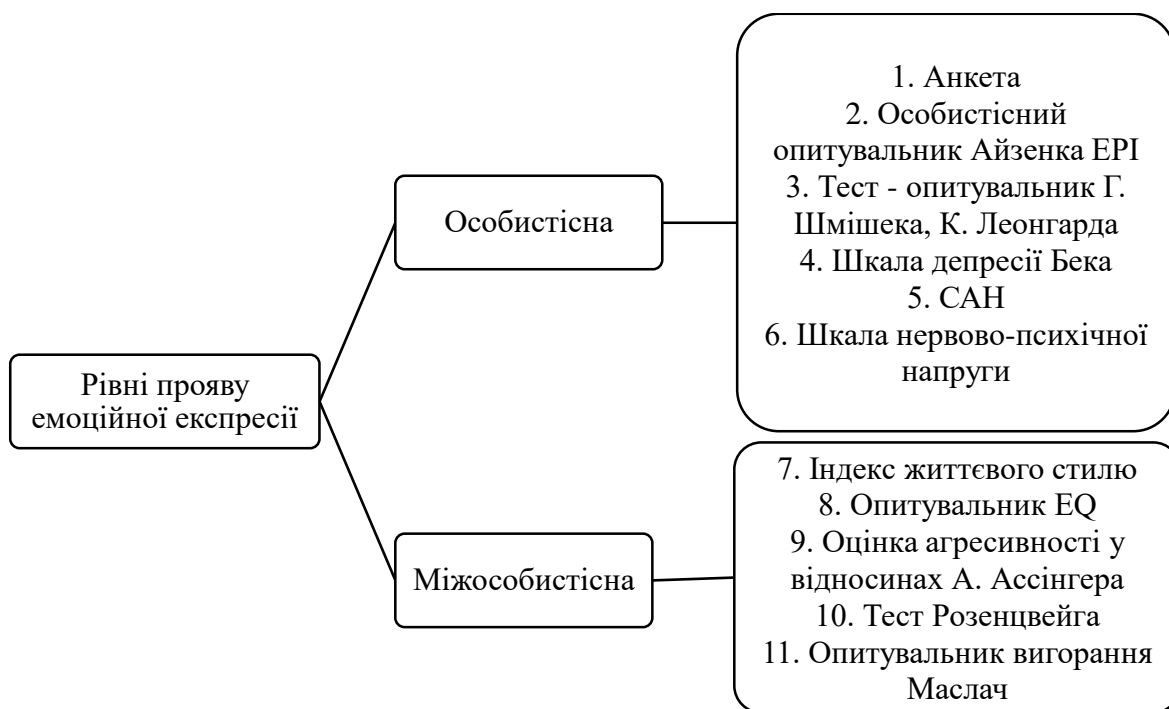 Рівні прояву
емоційної експресії
Особистісна
1. Анкета
2. Особистісний
опитувальник Айзенка EPI
3. Тест - опитувальник Г.
Шмішека, К. Леонгарда
4. Шкала депресії Бека
5. САН
6. Шкала нервово-психічної
напруги
Міжособистісна
7. Індекс життєвого стилю
8. Опитувальник EQ
9. Оцінка агресивності у
відносинах А. Ассінгера
10. Тест Розенцвейга
11. Опитувальник вигорання
Маслач